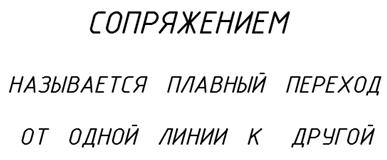 СОПРЯЖЕНИЕМ
НАЗЫВАЕТСЯ ПЛАВНЫЙ ПЕРЕХОД
ОТ ОДНОЙ ЛИНИИ К ДРУГОЙ